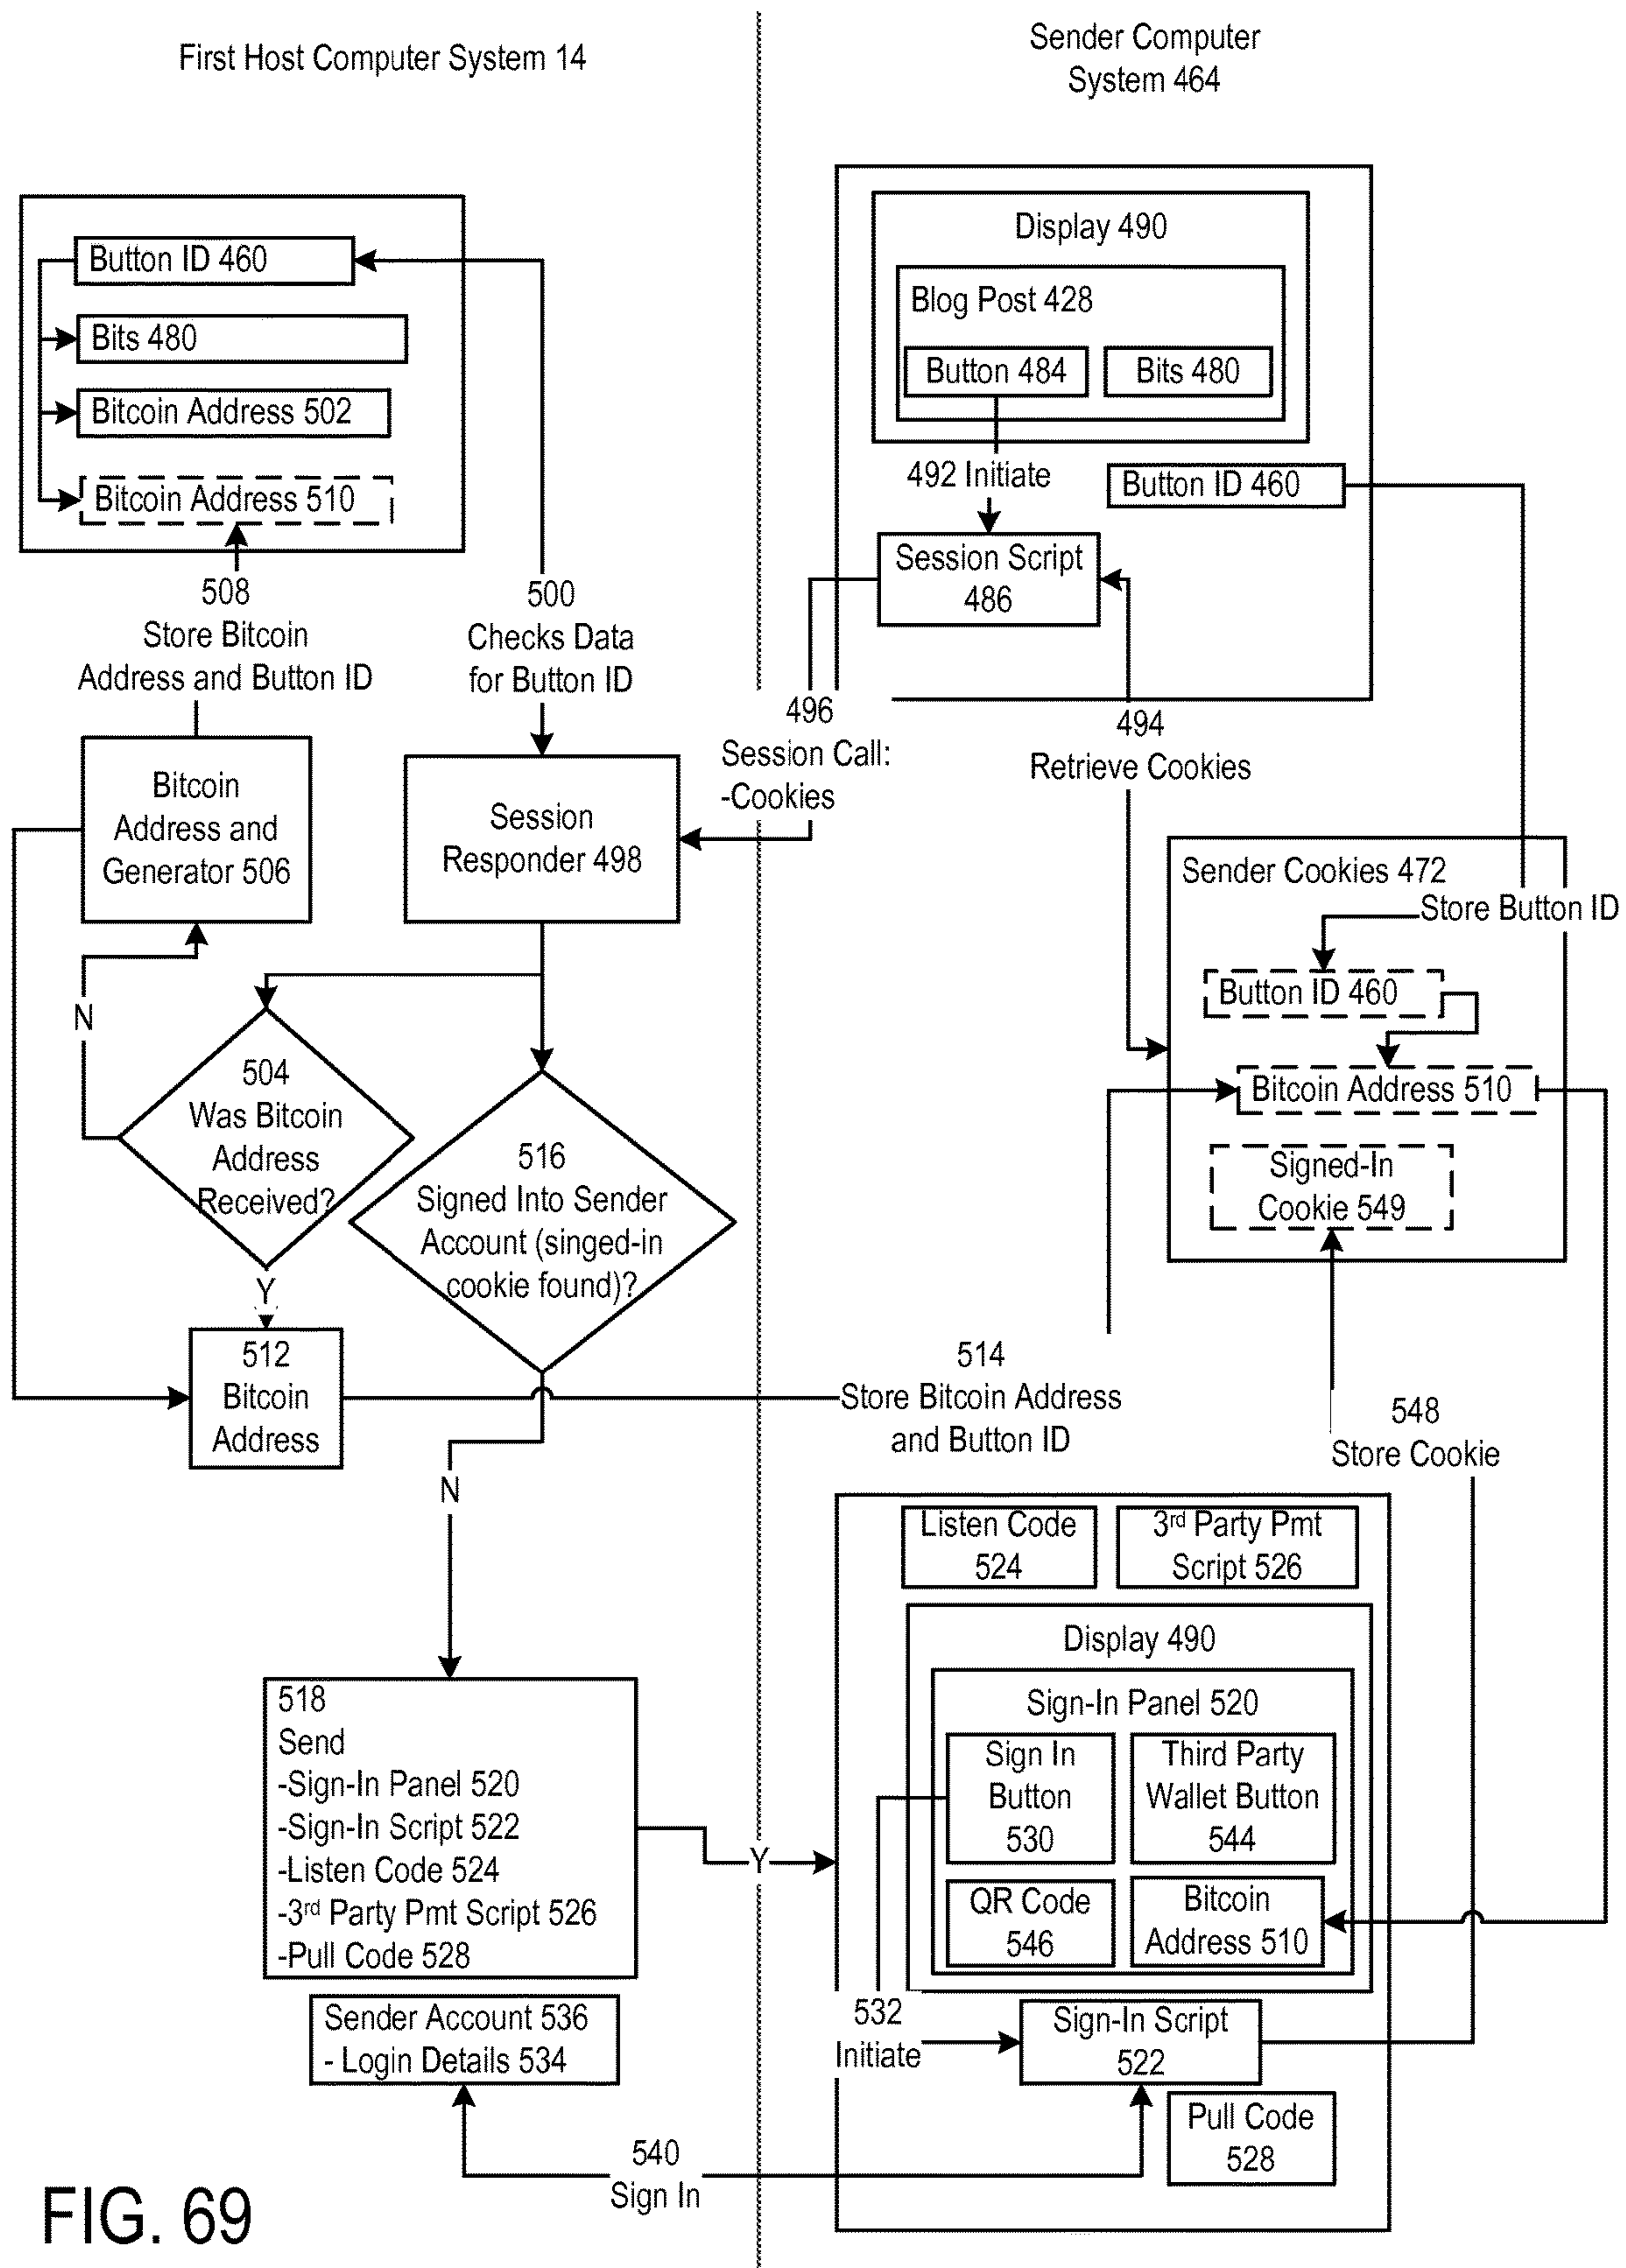 First Host Computer System 14
Sender Computer
System 464
Button ID 460
Bits 480
Bitcoin Address 502
Bitcoin Address 510
508
Store Bitcoin
Address and Button ID
500
Checks Data
for Button ID
Display 490
Blog Post 428
Button 484
Bits 480
492 Initiate
Button ID 460
Session Script
486
496
Session Call:
-Cookies
494
Retrieve Cookies
Bitcoin
Address and
Generator 506
Session
Responder 498
Sender Cookies 472
Store Button ID
Button ID 460
Bitcoin Address 510
Signed-In
Cookie 549
N
504
Was Bitcoin
Address
Received?
Y
516
Signed Into Sender
Account (singed-in
cookie found)?
512
Bitcoin
Address
514
Store Bitcoin Address
and Button ID
548
Store Cookie
N
518
Send
-Sign-In Panel 520
-Sign-In Script 522
-Listen Code 524
-3rd Party Pmt Script 526
-Pull Code 528
Y
Listen Code
524
3rd Party Pmt
Script 526
Display 490
Sign-In Panel 520
Sign In
Button
530
Third Party
Wallet Button
544
QR Code
546
Bitcoin
Address 510
532
Initiate
Sign-In Script
522
Pull Code
528
Sender Account 536
- Login Details 534
540
Sign In
FIG. 69